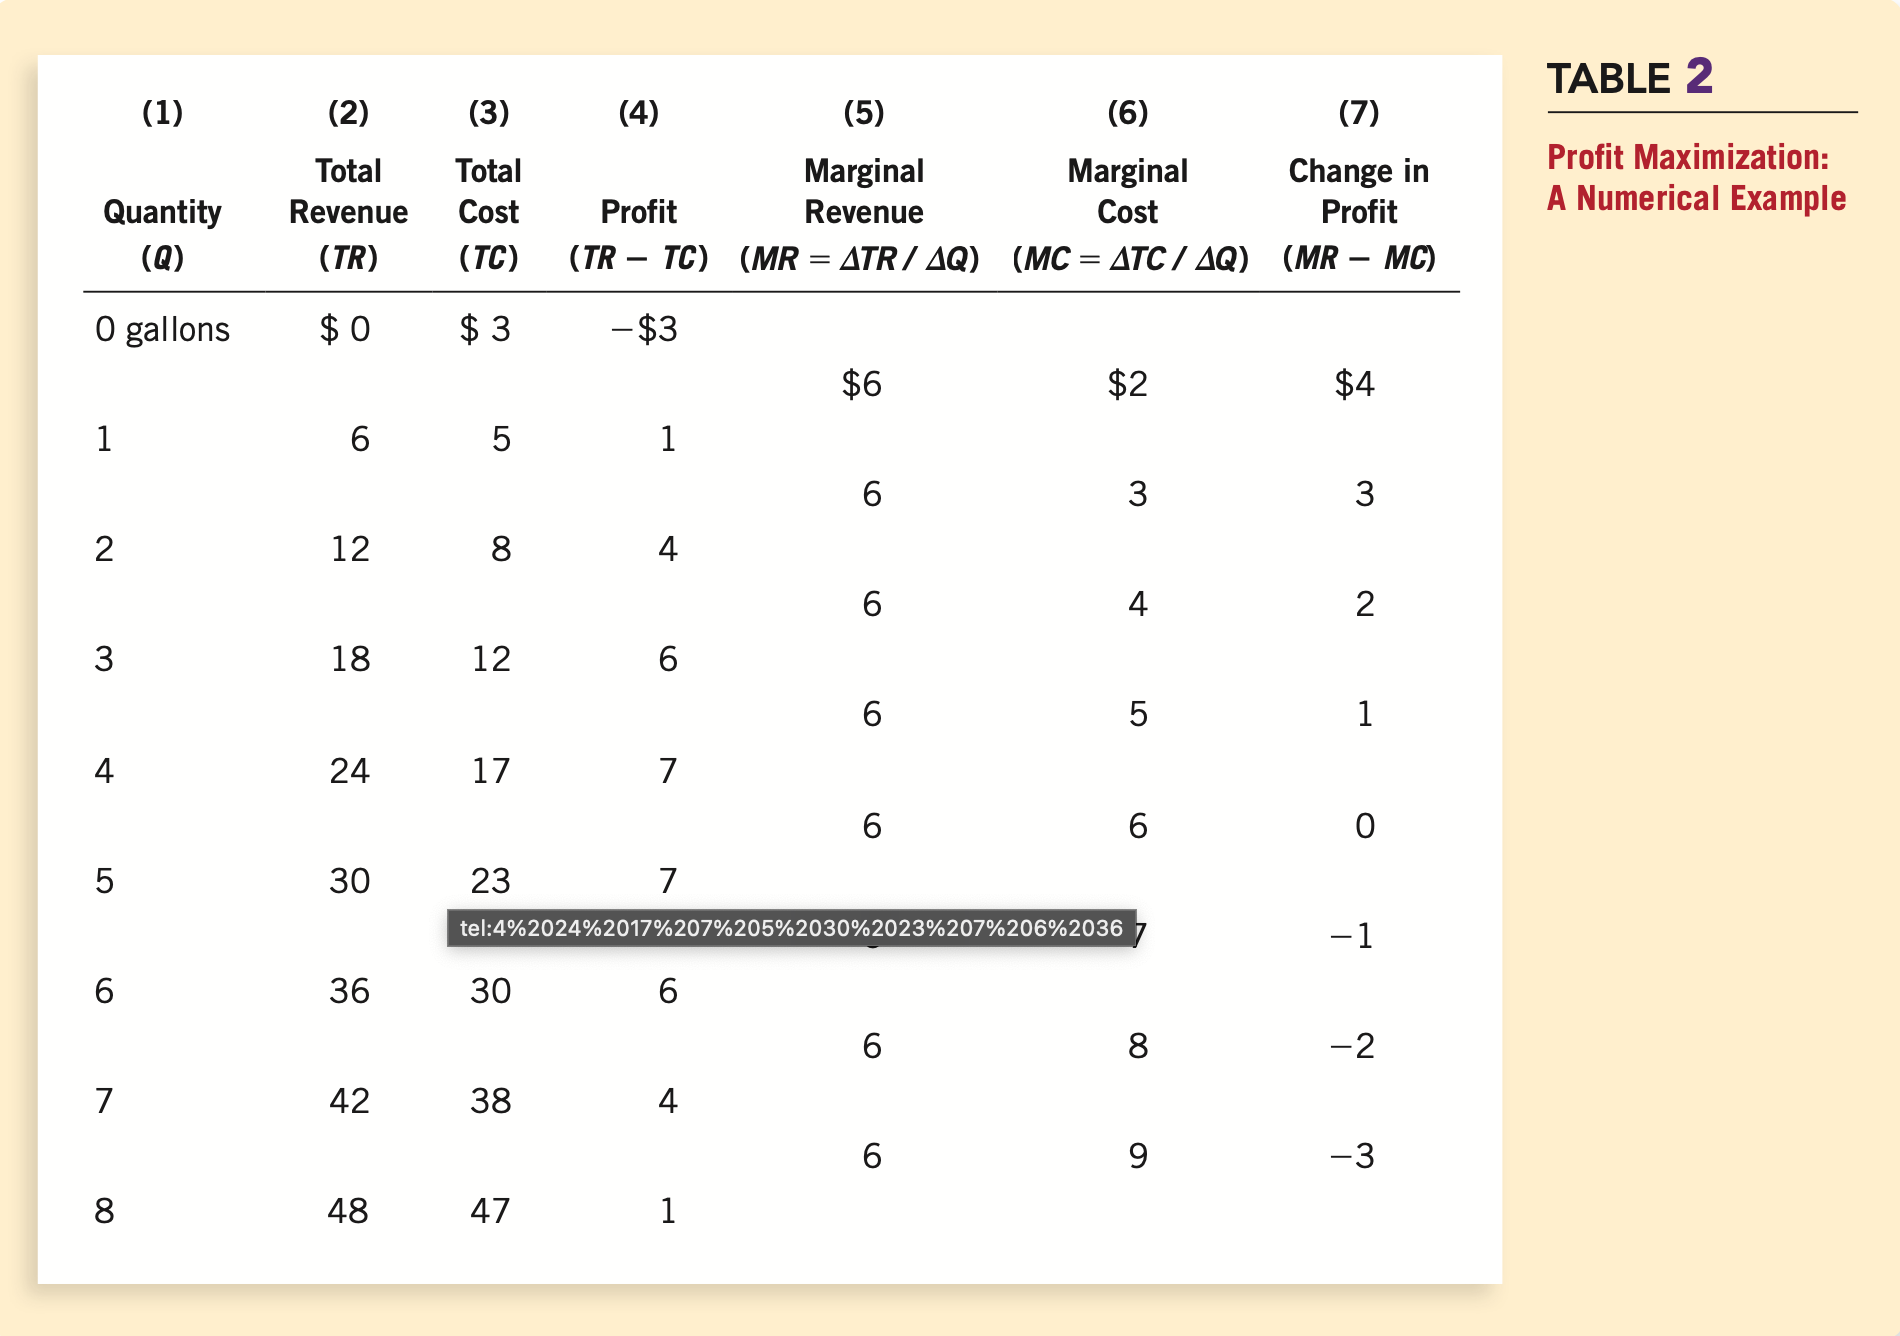 TABLE 2
Profit Maximization:
A Numerical Example
(1) (2) (3) (4) (5) (6) (7)
Total Total Marginal Marginal Change in
Quantity Revenue Cost Profit Revenue Cost Profit
(Q) (TR) (TC) (TR − TC) (MR = ΔTR / ΔQ) (MC = ΔTC / ΔQ) (MR − MC)
0 gallons $ 0 $ 3 −$3
$6 $2 $4
1 6 5 1
6 3 3
2 12 8 4
6 4 2
3 18 12 6
6 5 1
4 24 17 7
6 6 0
5 30 23 7
tel:4%2024%2017%207%205%2030%2023%207%206%2036 7 −1
6 36 30 6
6 8 −2
7 42 38 4
6 9 −3
8 48 47 1